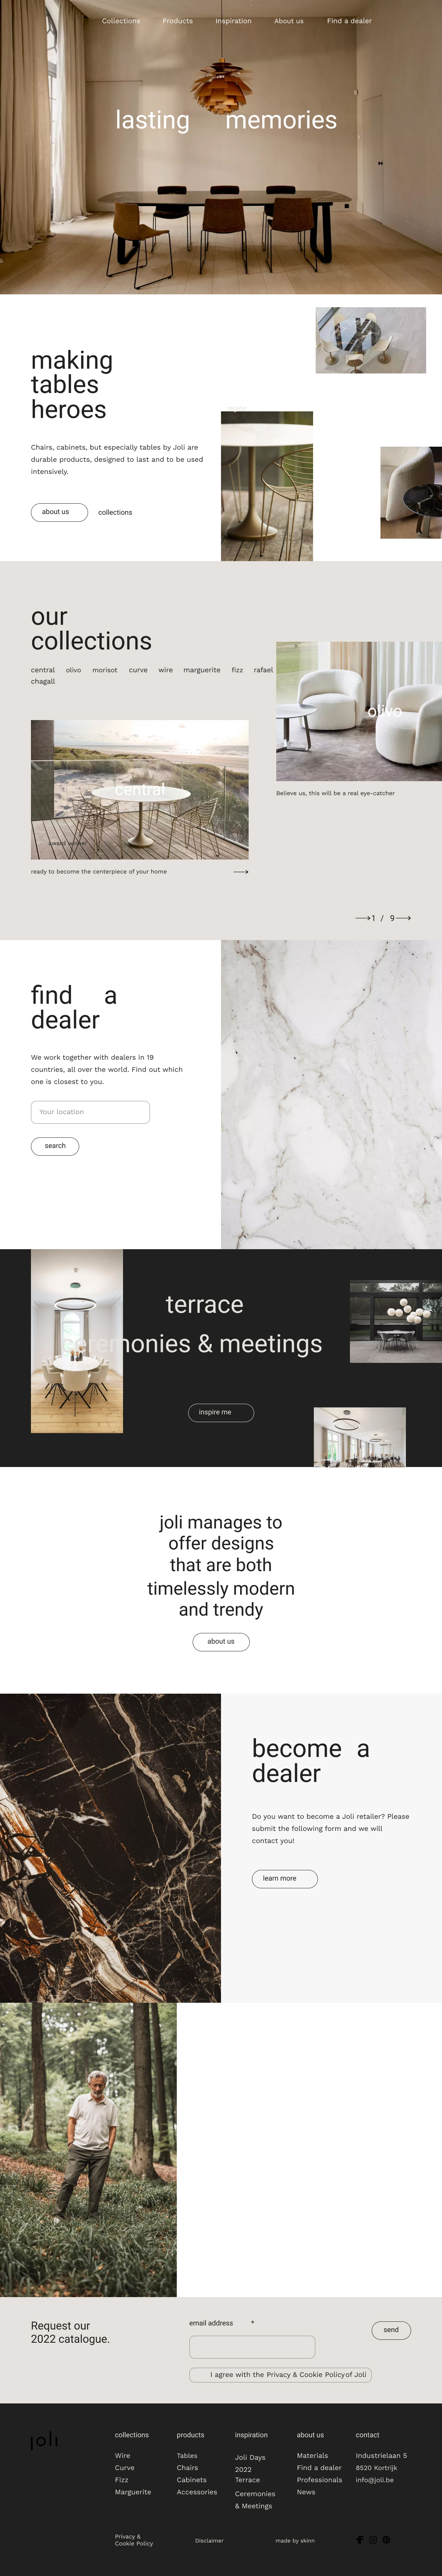 Collections Products Inspiration About us Find a dealer
lasting memories
making
tables
heroes
Chairs, cabinets, but especially tables by Joli are
durable products, designed to last and to be used
intensively.
about us collections
our
collections
central olivo morisot curve wire marguerite fizz rafael
chagall
olivo
Believe us, this will be a real eye-catcher
central
award winner
ready to become the centerpiece of your home
1 / 9
find a
dealer
We work together with dealers in 19
countries, all over the world. Find out which
one is closest to you.
Your location
search
terrace
ceremonies & meetings
inspire me
joli manages to
offer designs
that are both
timelessly modern
and trendy
about us
become a
dealer
Do you want to become a Joli retailer? Please
submit the following form and we will
contact you!
learn more
Request our
2022 catalogue.
email address *
I agree with the Privacy & Cookie Policy of Joli
send
joli
collections
Wire
Curve
Fizz
Marguerite
products
Tables
Chairs
Cabinets
Accessories
inspiration
Joli Days
2022
Terrace
Ceremonies
& Meetings
about us
Materials
Find a dealer
Professionals
News
contact
Industrielaan 5
8520 Kortrijk
info@joli.be
Privacy &
Cookie Policy
Disclaimer
made by skinn